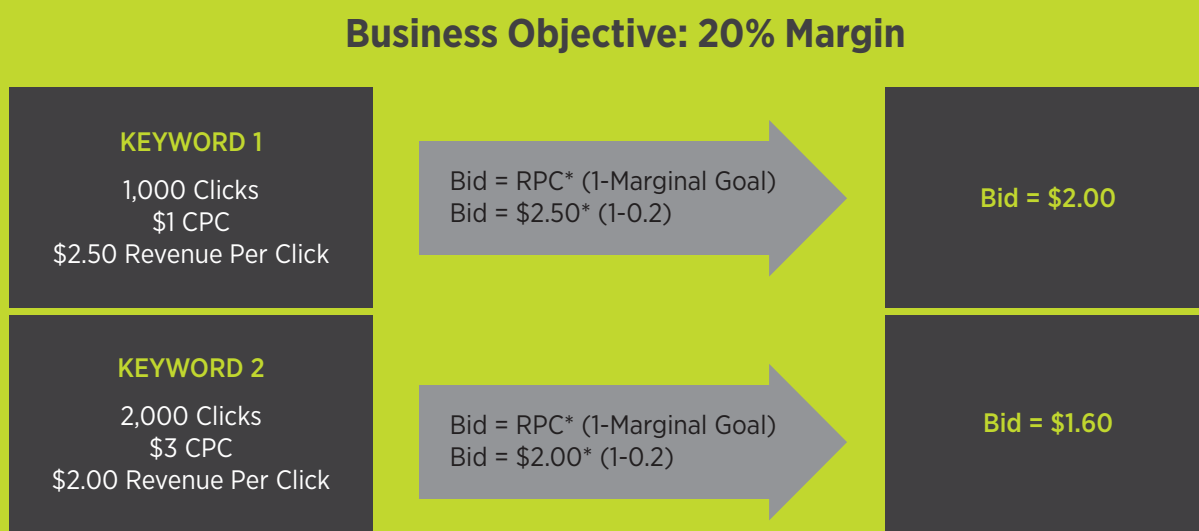 Business Objective: 20% Margin
KEYWORD 1
1,000 Clicks
$1 CPC
$2.50 Revenue Per Click
Bid = RPC* (1-Marginal Goal)
Bid = $2.50* (1-0.2)
Bid = $2.00
KEYWORD 2
2,000 Clicks
$3 CPC
$2.00 Revenue Per Click
Bid = RPC* (1-Marginal Goal)
Bid = $2.00* (1-0.2)
Bid = $1.60